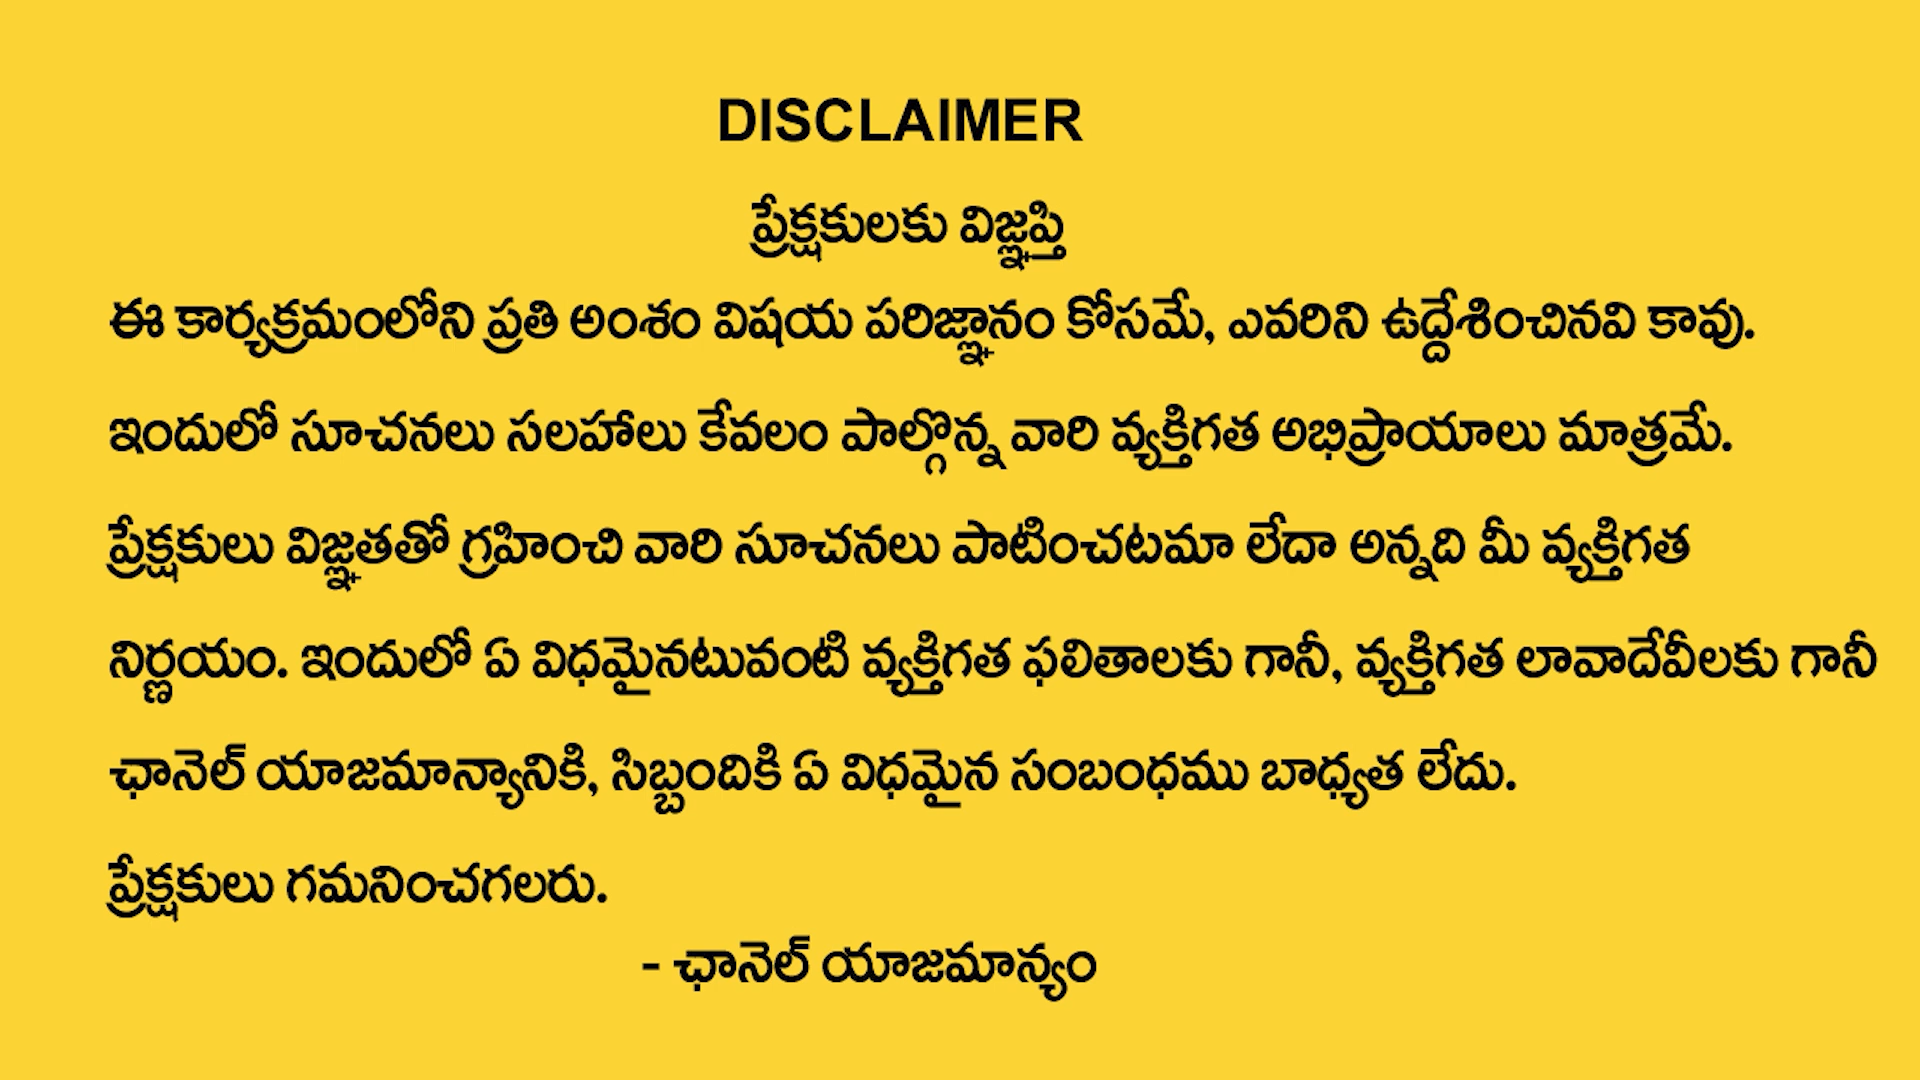 DISCLAIMER
ప్రేక్షకులకు విజ్ఞప్తి
ఈ కార్యక్రమంలోని ప్రతి అంశం విషయ పరిజ్ఞానం కోసమే, ఎవరిని ఉద్దేశించినవి కావు.
ఇందులో సూచనలు సలహాలు కేవలం పాల్గొన్న వారి వ్యక్తిగత అభిప్రాయాలు మాత్రమే.
ప్రేక్షకులు విజ్ఞతతో గ్రహించి వారి సూచనలు పాటించటమా లేదా అన్నది మీ వ్యక్తిగత
నిర్ణయం. ఇందులో ఏ విధమైనటువంటి వ్యక్తిగత ఫలితాలకు గానీ, వ్యక్తిగత లావాదేవీలకు గానీ
ఛానెల్ యాజమాన్యానికి, సిబ్బందికి ఏ విధమైన సంబంధము బాధ్యత లేదు.
ప్రేక్షకులు గమనించగలరు.
- ఛానెల్ యాజమాన్యం